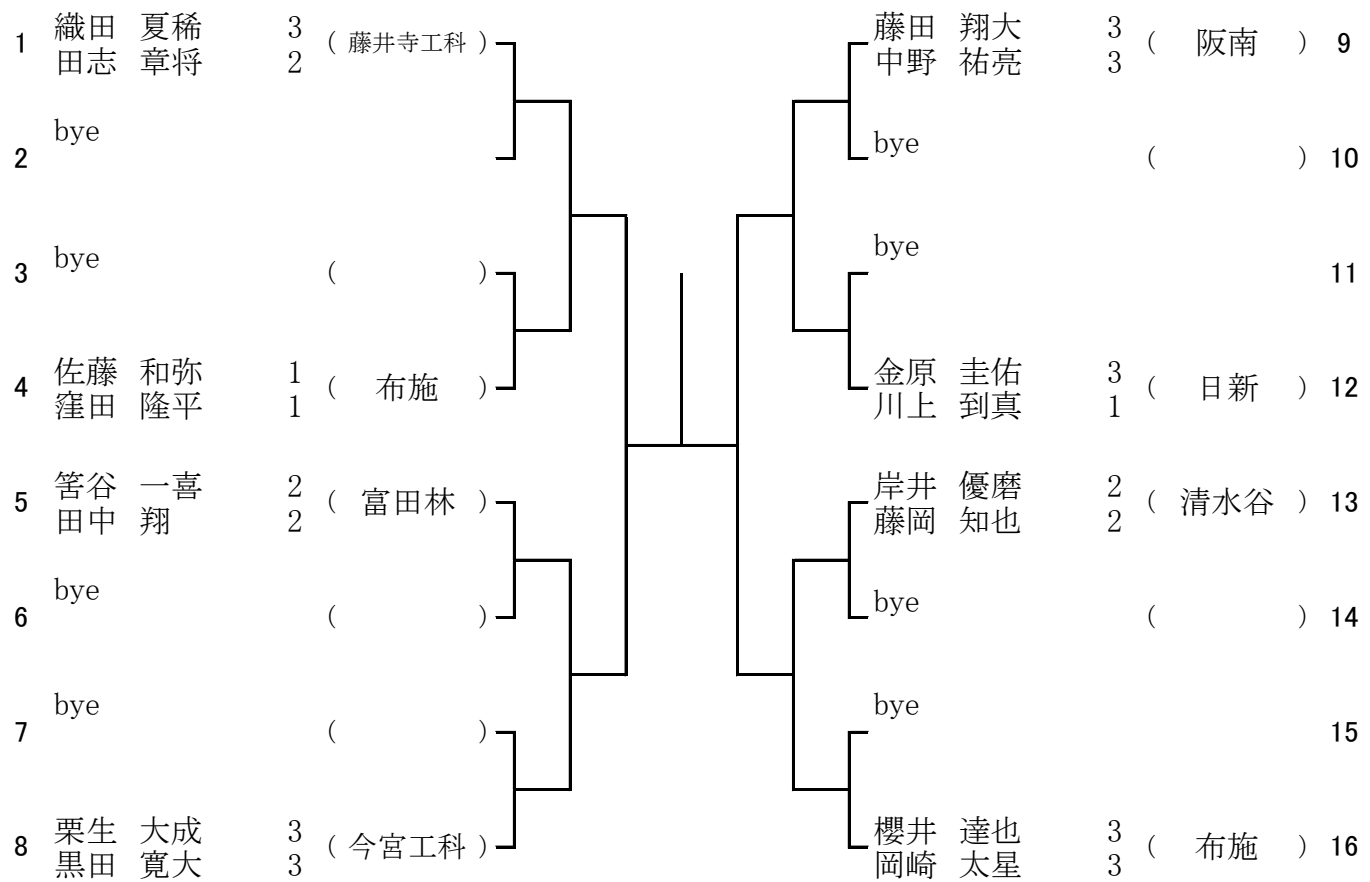 1 織田 夏稀 3 ( 藤井寺工科 )
田志 章将 2
bye
2
bye
3 ( )
4 佐藤 和弥 1 ( 布施 )
窪田 隆平 1
5 筈谷 一喜 2 ( 富田林 )
田中 翔 2
bye
6 ( )
bye
7 ( )
8 栗生 大成 3 ( 今宮工科 )
黒田 寛大 3
藤田 翔大 3 ( 阪南 ) 9
中野 祐亮 3
bye
( ) 10
bye
11
金原 圭佑 3 ( 日新 ) 12
川上 到真 1
岸井 優磨 2 ( 清水谷 ) 13
藤岡 知也 2
bye
( ) 14
bye
15
櫻井 達也 3 ( 布施 ) 16
岡崎 太星 3